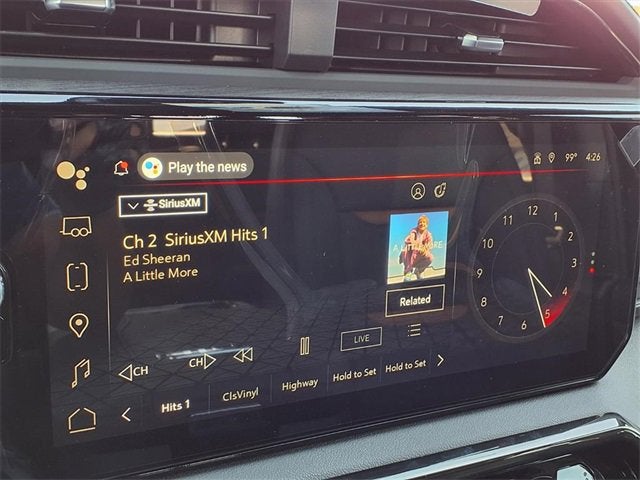 Play the news
99° 4:26
SiriusXM
Ch 2 SiriusXM Hits 1
Ed Sheeran
A Little More
A LITTLE MORE
Related
12
11 1
10 2
9 3
8 4
7 5
6
LIVE
CH CH
Hits 1 ClsVinyl Highway Hold to Set Hold to Set